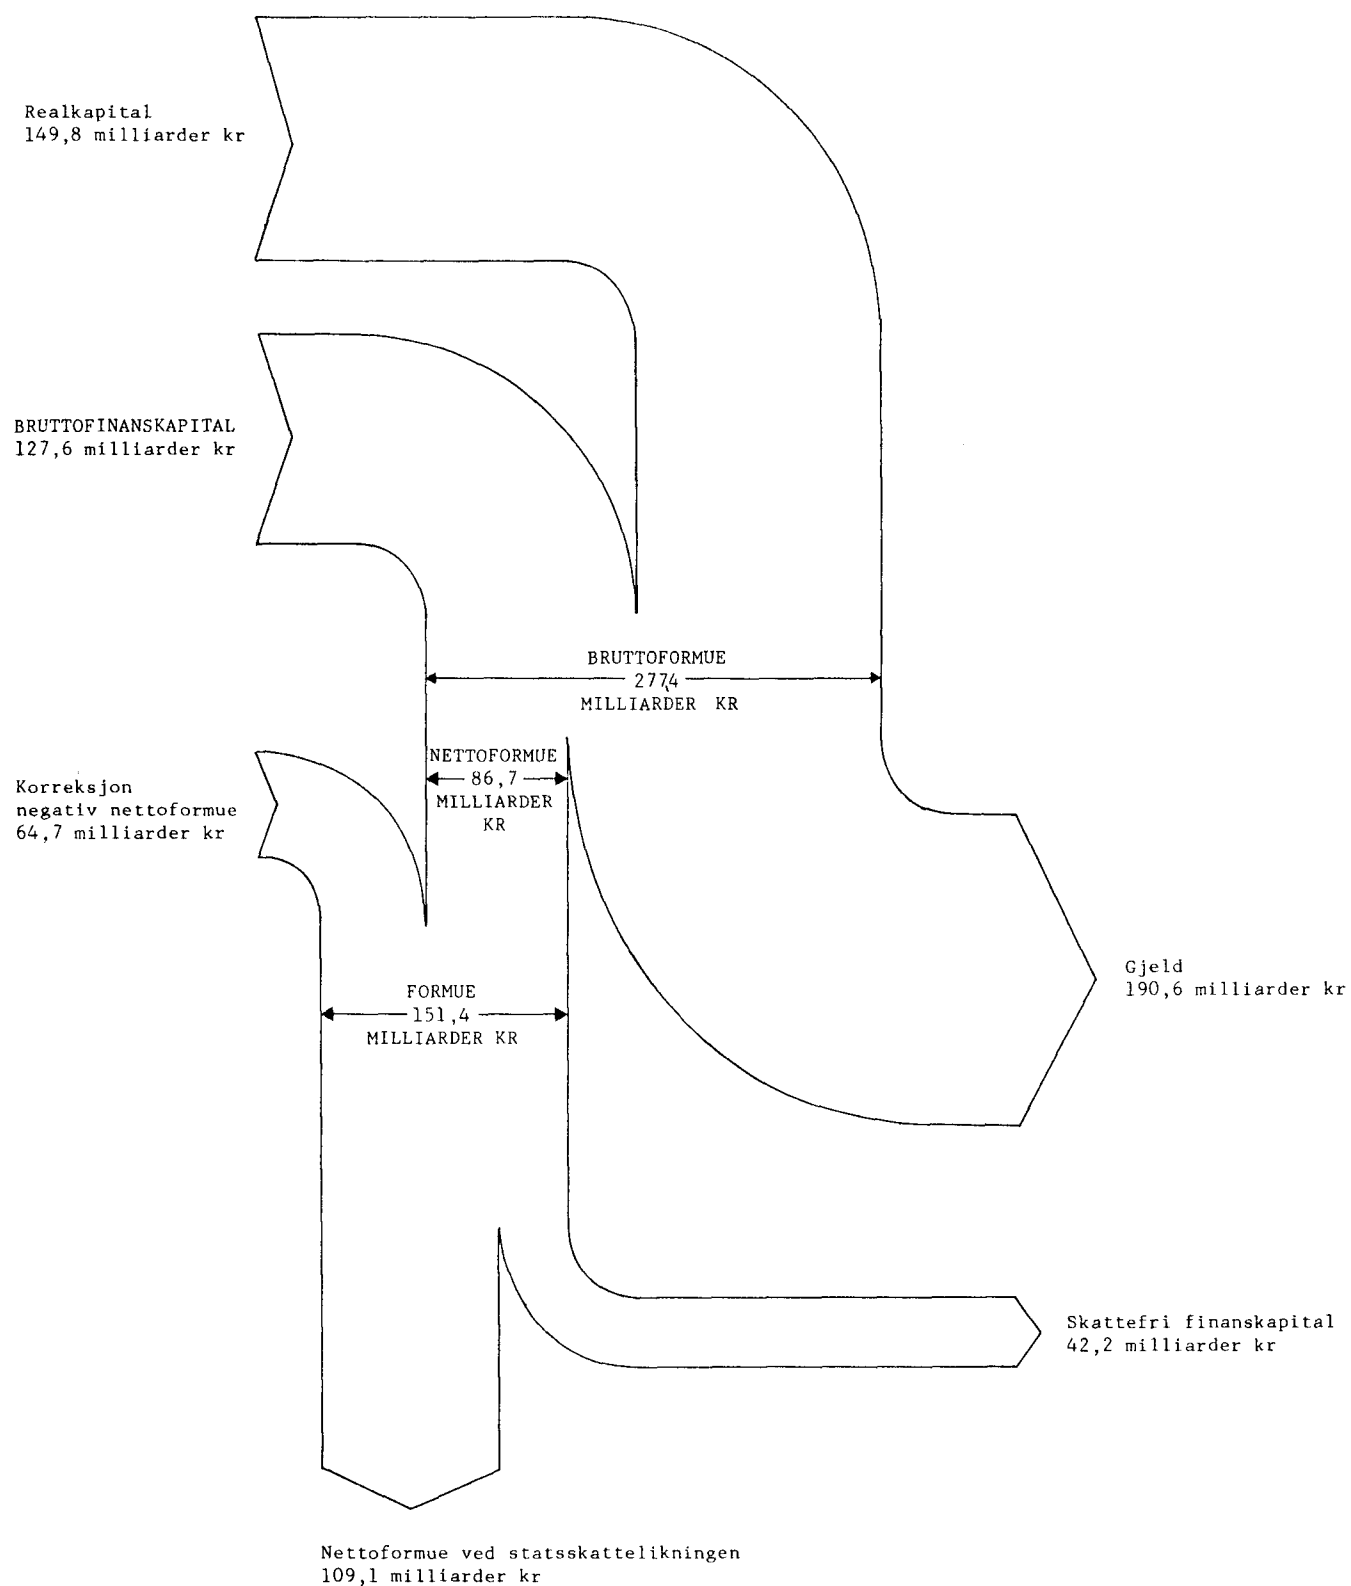 Realkapital
149,8 milliarder kr
BRUTTOFINANSKAPITAL
127,6 milliarder kr
BRUTTOFORMUE
277,4
MILLIARDER KR
NETTOFORMUE
86,7
MILLIARDER
KR
Korreksjon
negativ nettoformue
64,7 milliarder kr
Gjeld
190,6 milliarder kr
FORMUE
151,4
MILLIARDER KR
Skattefri finanskapital
42,2 milliarder kr
Nettoformue ved statsskattelikningen
109,1 milliarder kr